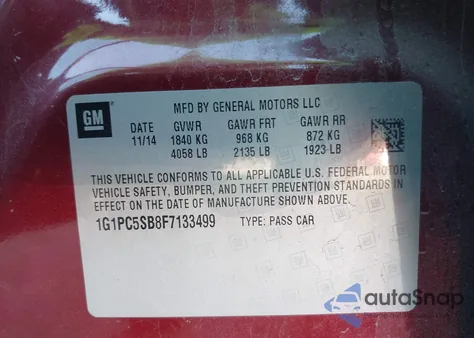 GM
MFD BY GENERAL MOTORS LLC
DATE GVWR GAWR FRT GAWR RR
11/14 1840 KG 968 KG 872 KG
4058 LB 2135 LB 1923 LB
THIS VEHICLE CONFORMS TO ALL APPLICABLE U.S. FEDERAL MOTOR
VEHICLE SAFETY, BUMPER, AND THEFT PREVENTION STANDARDS IN
EFFECT ON THE DATE OF MANUFACTURE SHOWN ABOVE.
1G1PC5SB8F7133499 TYPE: PASS CAR
autoSnap